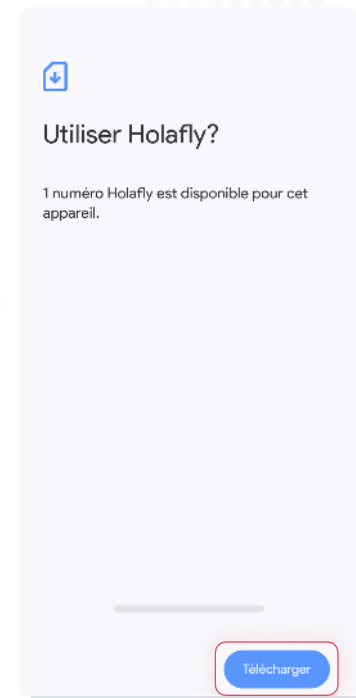 Utiliser Holafly?
1 numéro Holafly est disponible pour cet
appareil.
Télécharger